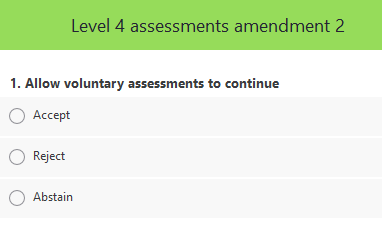 Level 4 assessments amendment 2
1. Allow voluntary assessments to continue
Accept
Reject
Abstain